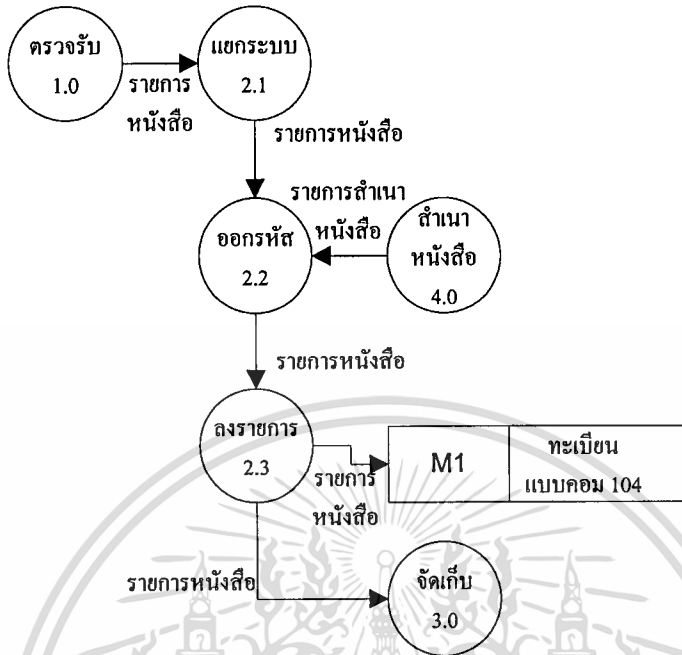 ตรวจรับ
1.0
รายการ
หนังสือ
แยกระบบ
2.1
รายการหนังสือ
ออกรหัส
2.2
รายการสำเนา
หนังสือ
สำเนา
หนังสือ
4.0
รายการหนังสือ
ลงรายการ
2.3
รายการ
หนังสือ
M1
ทะเบียน
แบบคอม 104
รายการหนังสือ
จัดเก็บ
3.0